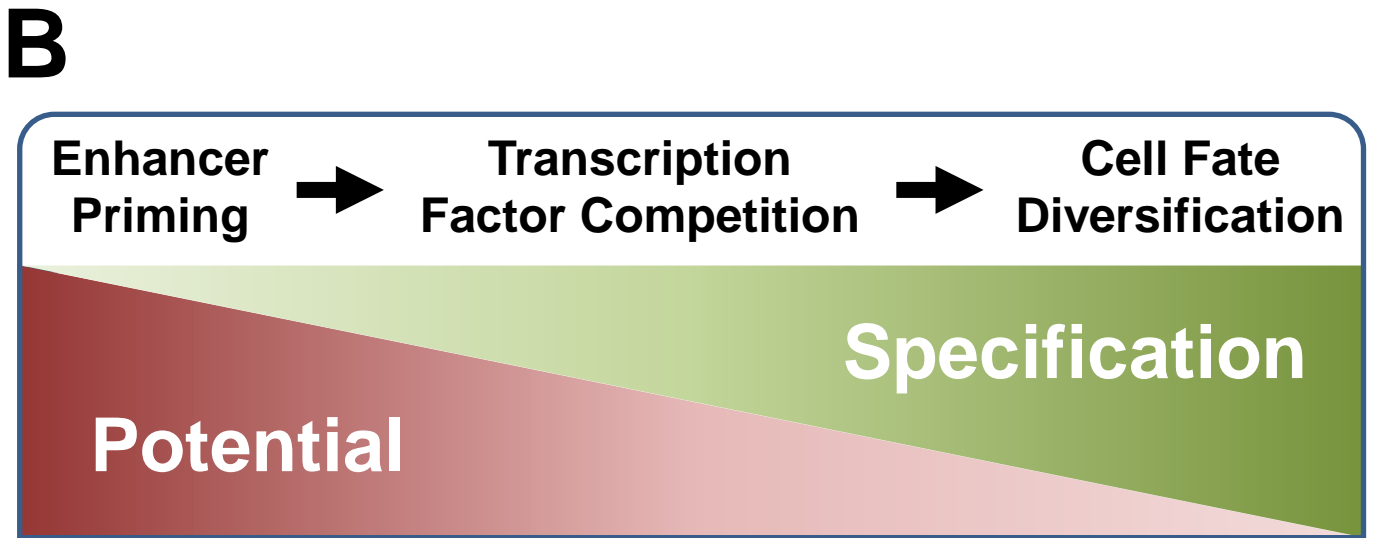 B
Enhancer
Priming
Transcription
Factor Competition
Cell Fate
Diversification
Specification
Potential